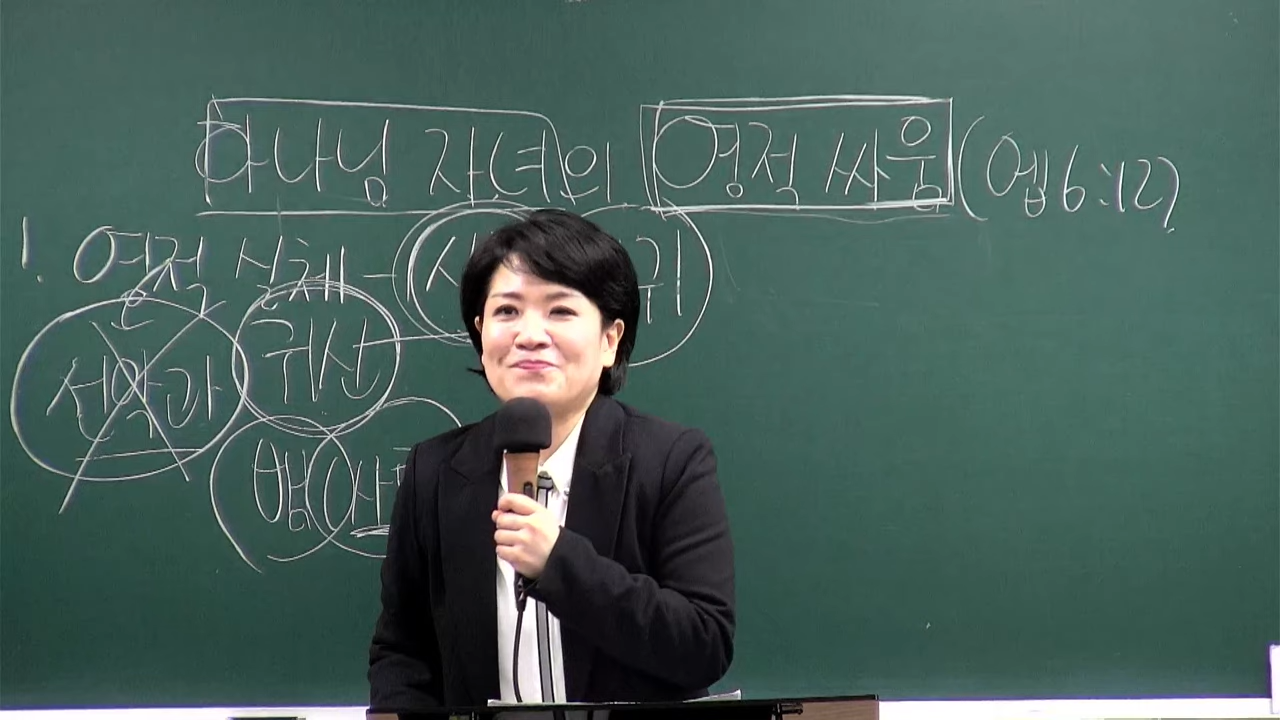 하나님 자녀의 영적 싸움 (엡6:12)
1. 영적 실체 -
선악과 귀신
뱀